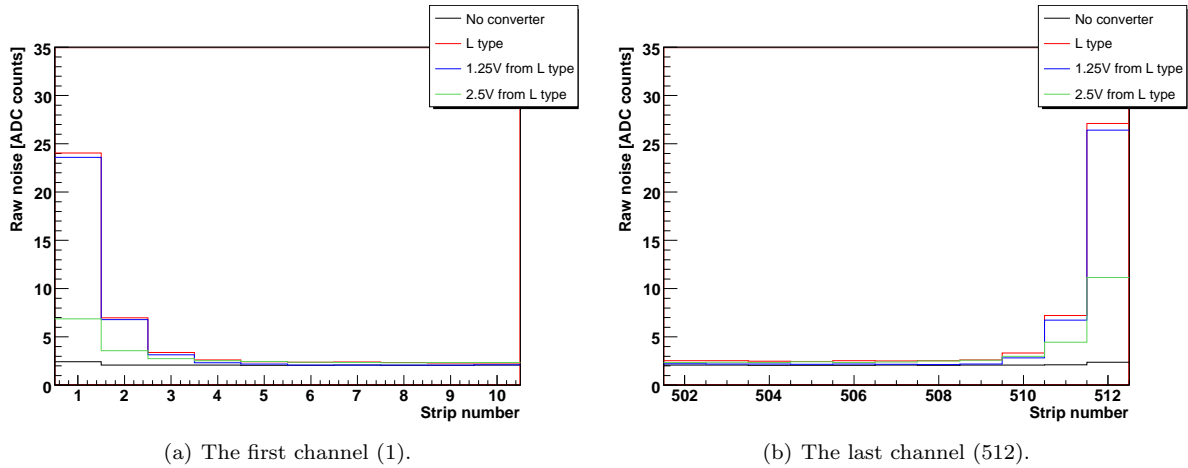 No converter
L type
1.25V from L type
2.5V from L type
Raw noise [ADC counts]
35
30
25
20
15
10
5
0
1 2 3 4 5 6 7 8 9 10
Strip number
(a) The first channel (1).
No converter
L type
1.25V from L type
2.5V from L type
Raw noise [ADC counts]
35
30
25
20
15
10
5
0
502 504 506 508 510 512
Strip number
(b) The last channel (512).